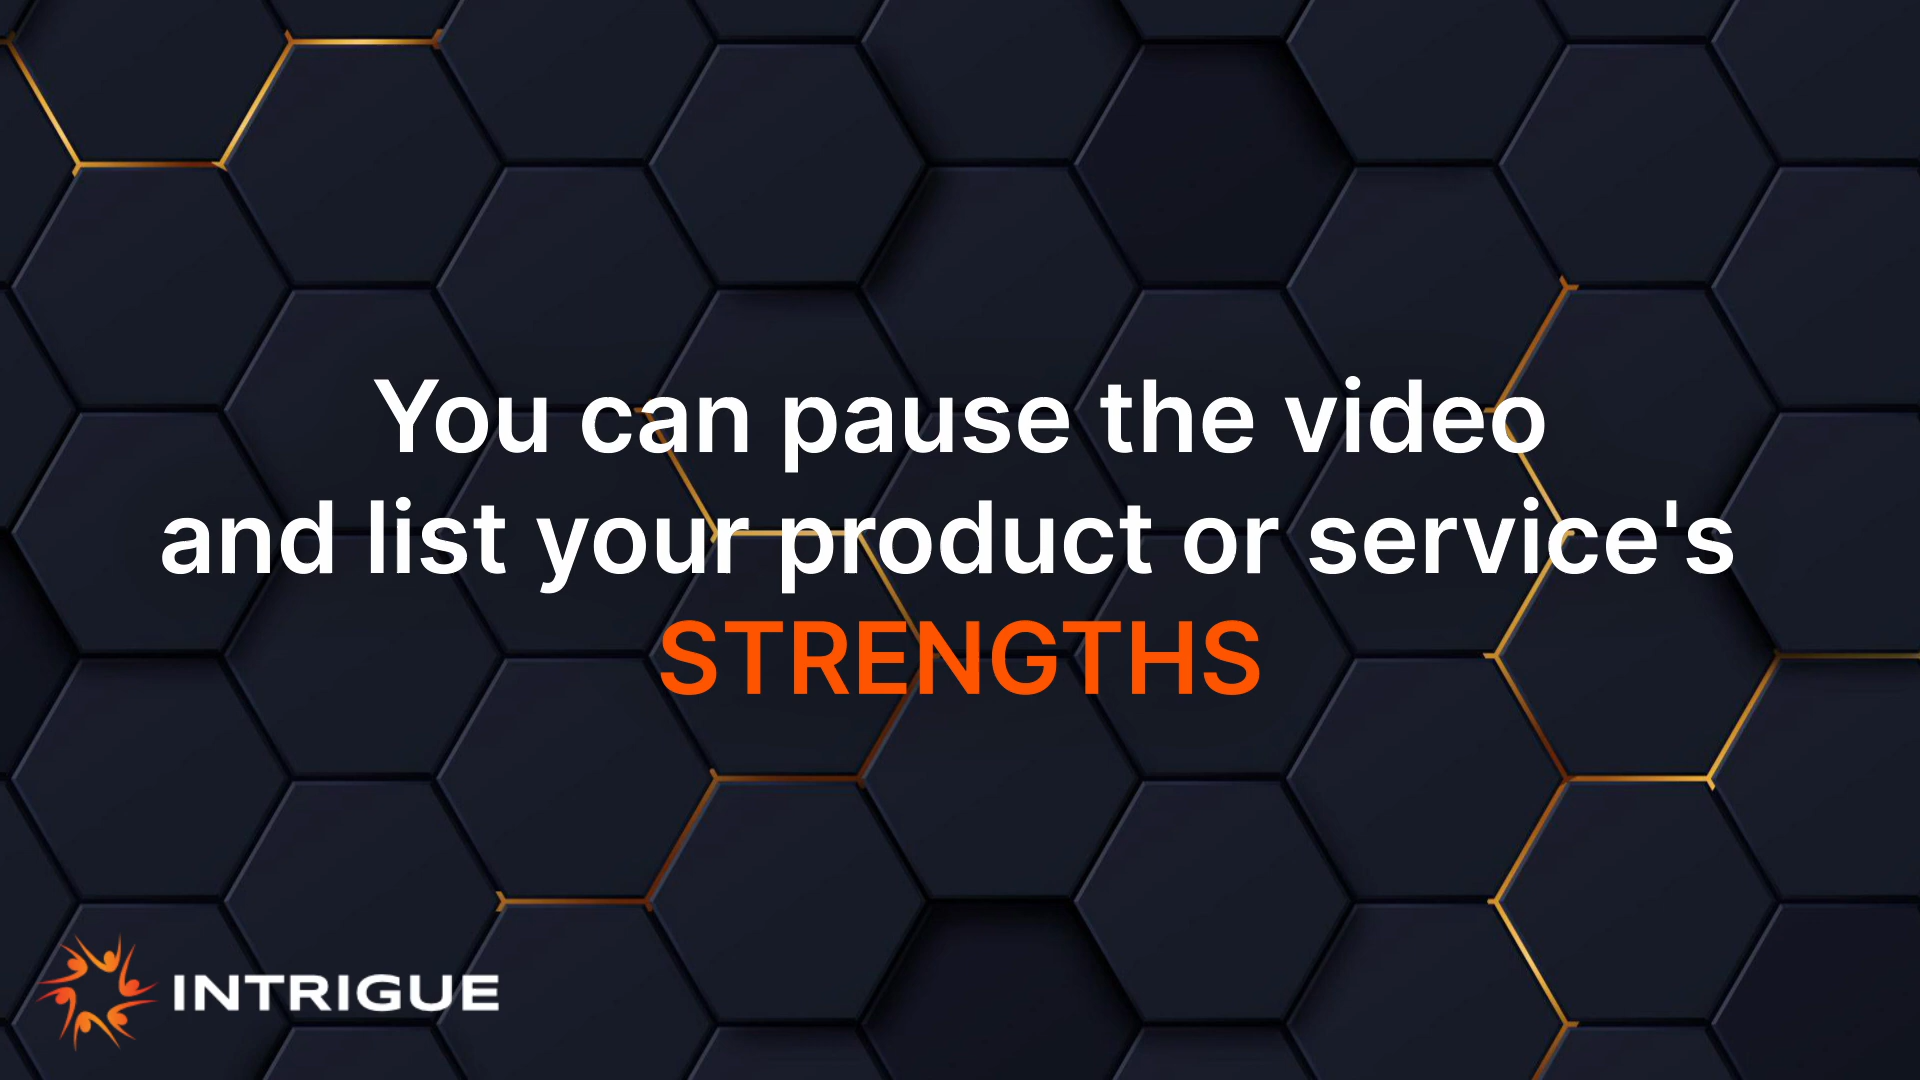 You can pause the video
and list your product or service's
STRENGTHS
INTRIGUE